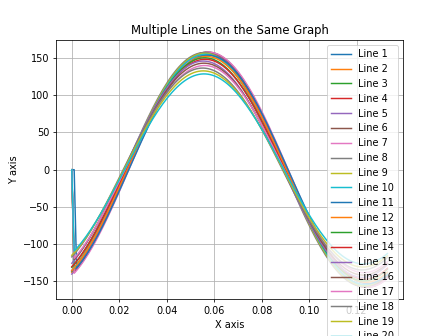 Multiple Lines on the Same Graph
Y axis
150
100
50
0
−50
−100
−150
0.00
0.02
0.04
0.06
0.08
0.10
X axis
Line 1
Line 2
Line 3
Line 4
Line 5
Line 6
Line 7
Line 8
Line 9
Line 10
Line 11
Line 12
Line 13
Line 14
Line 15
Line 16
Line 17
Line 18
Line 19
Line 20